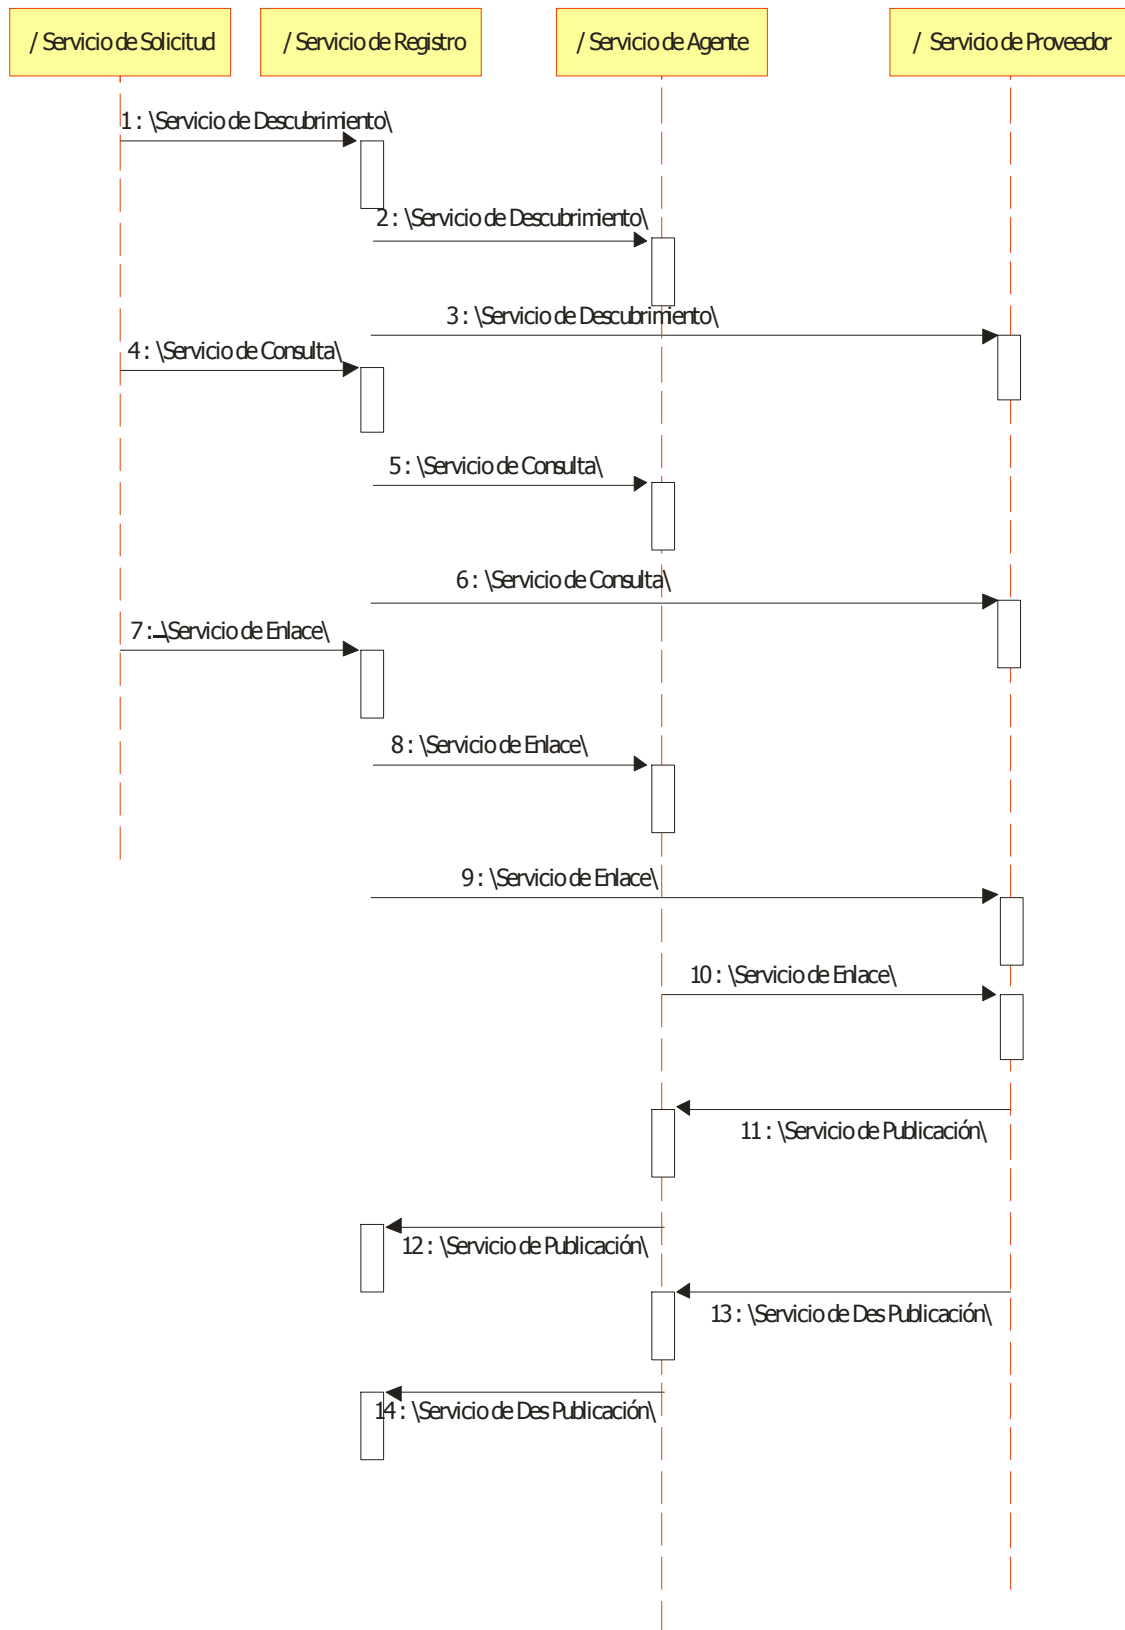 / Servicio de Solicitud
/ Servicio de Registro
/ Servicio de Agente
/ Servicio de Proveedor
1 : \Servicio de Descubrimiento\
2 : \Servicio de Descubrimiento\
3 : \Servicio de Descubrimiento\
4 : \Servicio de Consulta\
5 : \Servicio de Consulta\
6 : \Servicio de Consulta\
7 : \Servicio de Enlace\
8 : \Servicio de Enlace\
9 : \Servicio de Enlace\
10 : \Servicio de Enlace\
11 : \Servicio de Publicación\
12 : \Servicio de Publicación\
13 : \Servicio de Des Publicación\
14 : \Servicio de Des Publicación\